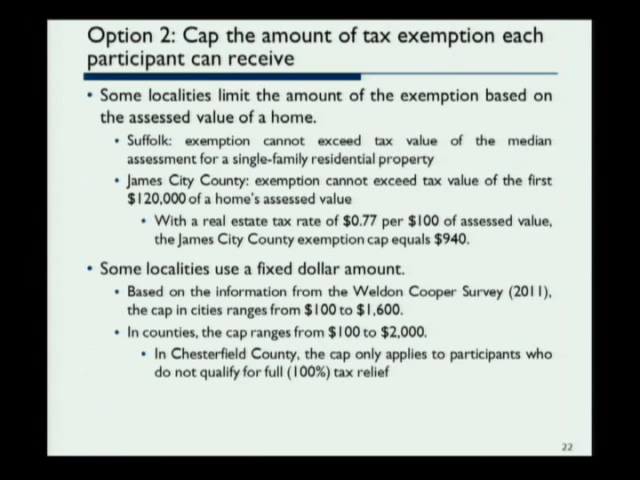 Option 2: Cap the amount of tax exemption each
participant can receive
• Some localities limit the amount of the exemption based on
the assessed value of a home.
• Suffolk: exemption cannot exceed tax value of the median
assessment for a single-family residential property
• James City County: exemption cannot exceed tax value of the first
$120,000 of a home's assessed value
• With a real estate tax rate of $0.77 per $100 of assessed value,
the James City County exemption cap equals $940.
• Some localities use a fixed dollar amount.
• Based on the information from the Weldon Cooper Survey (2011),
the cap in cities ranges from $100 to $1,600.
• In counties, the cap ranges from $100 to $2,000.
• In Chesterfield County, the cap only applies to participants who
do not qualify for full (100%) tax relief
22